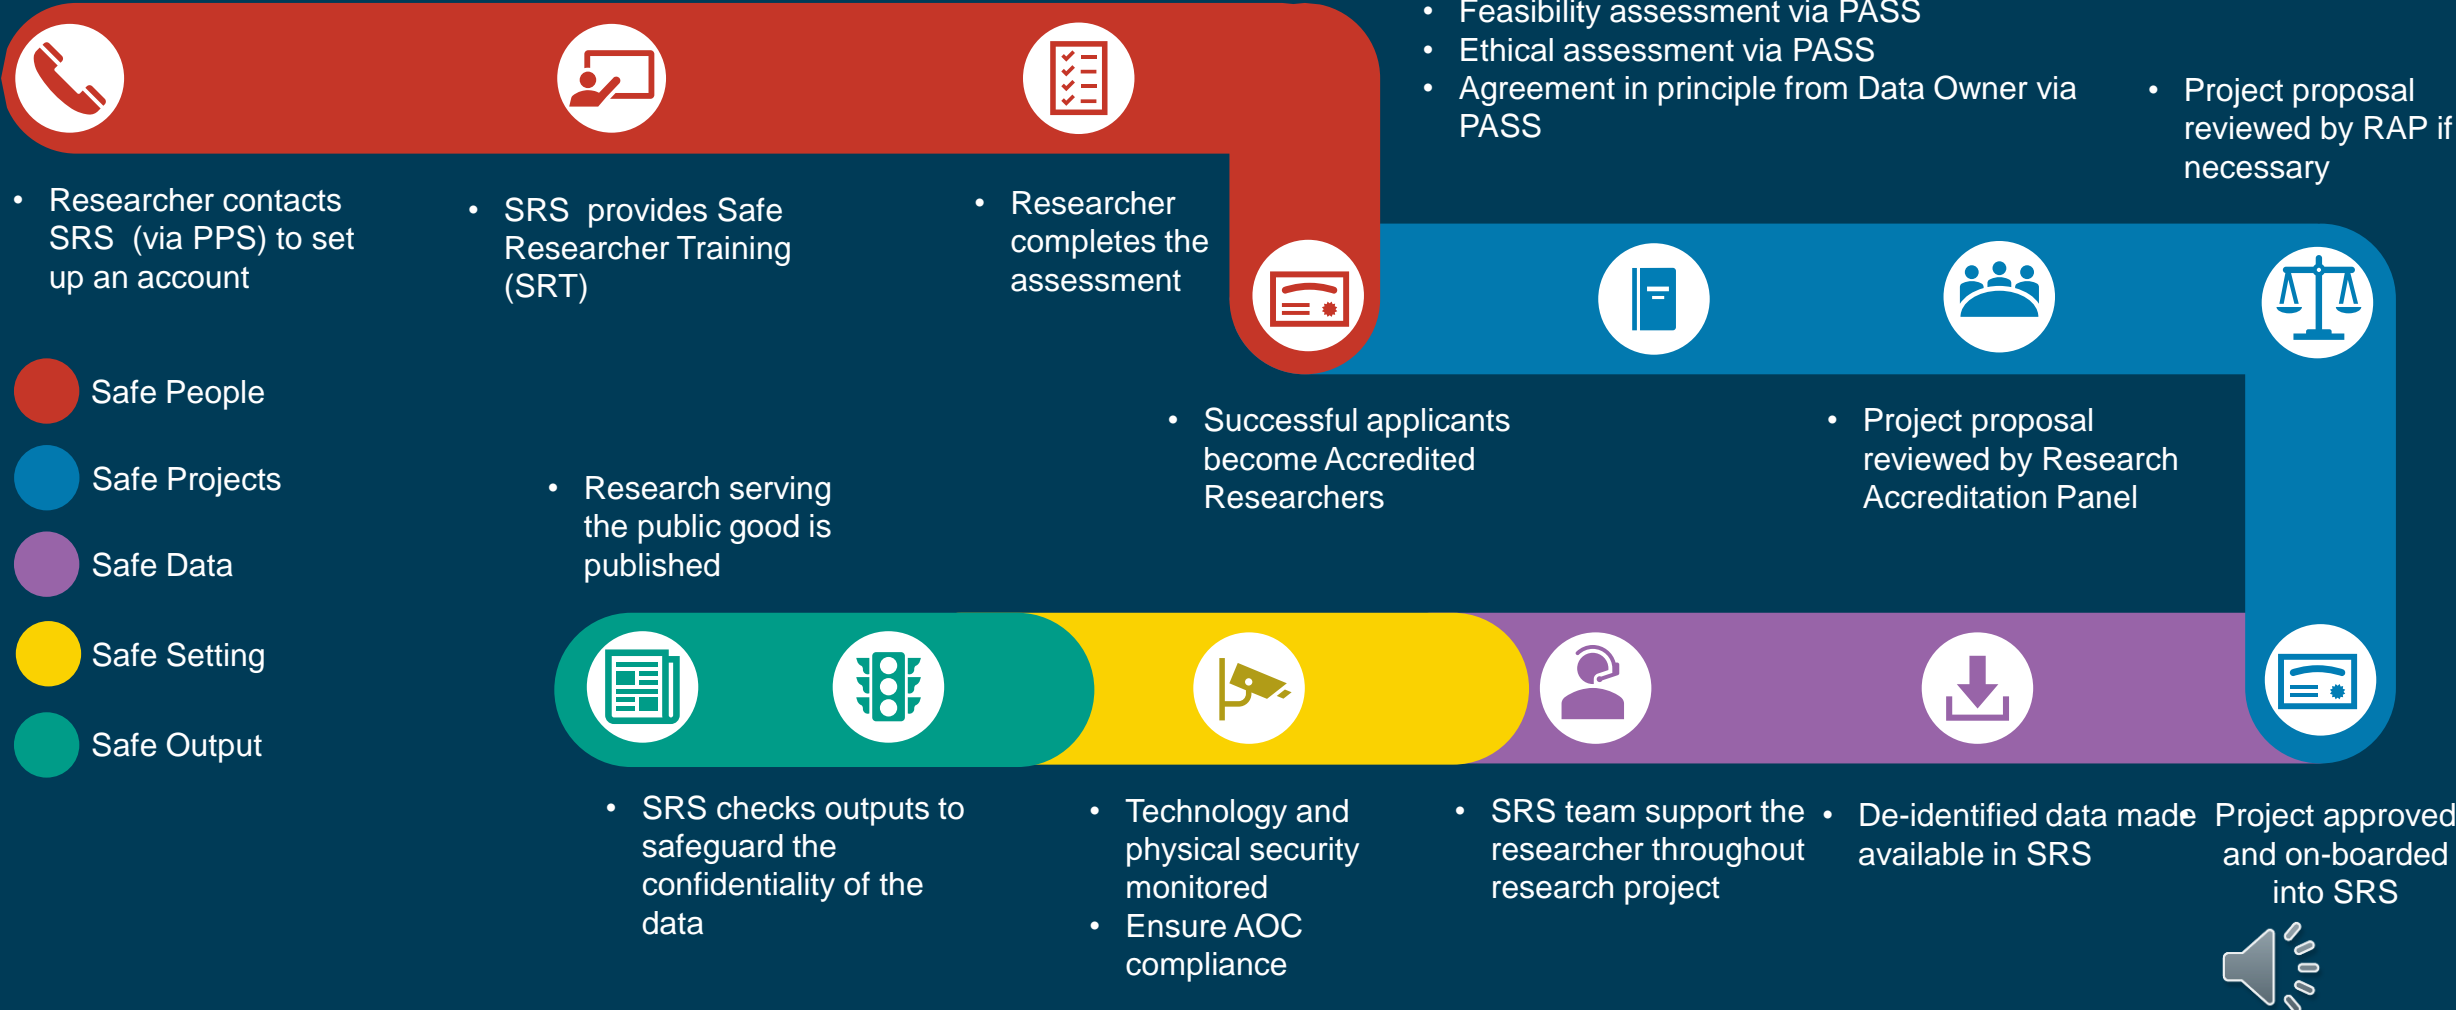 • Feasibility assessment via PASS
• Ethical assessment via PASS
• Agreement in principle from Data Owner via
PASS
• Project proposal
reviewed by RAP if
necessary
• Researcher contacts
SRS (via PPS) to set
up an account
• SRS provides Safe
Researcher Training
(SRT)
• Researcher
completes the
assessment
• Successful applicants
become Accredited
Researchers
• Project proposal
reviewed by Research
Accreditation Panel
Safe People
Safe Projects
Safe Data
Safe Setting
Safe Output
• Research serving
the public good is
published
• SRS checks outputs to
safeguard the
confidentiality of the
data
• Technology and
physical security
monitored
• Ensure AOC
compliance
• SRS team support the
researcher throughout
research project
• De-identified data made
available in SRS
• Project approved
and on-boarded
into SRS